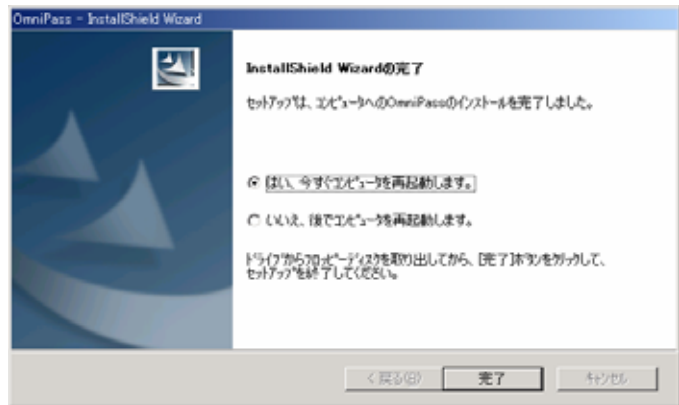 OmniPass - InstallShield Wizard
InstallShield Wizardの完了
セットアップは、コンピュータへのOmniPassのインストールを完了しました。
はい、今すぐコンピュータを再起動します。
いいえ、後でコンピュータを再起動します。
ドライブからフロッピーディスクを取り出してから、[完了]ボタンをクリックして、
セットアップを終了してください。
< 戻る(B)
完了
キャンセル